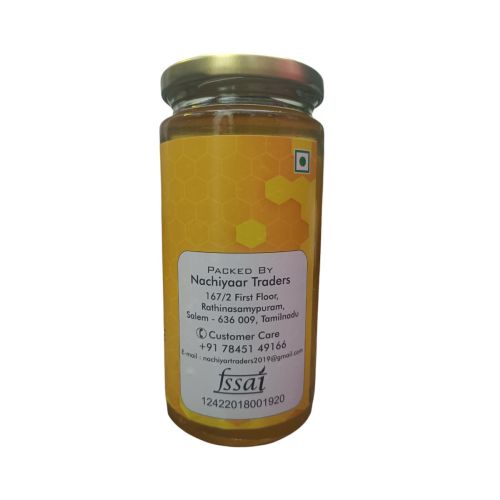 PACKED BY
Nachiyaar Traders
167/2 First Floor,
Rathinasamypuram,
Salem - 636 009, Tamilnadu
Customer Care
+91 78451 49166
E-mail : nachiyartraders2019@gmail.com
fssai
12422018001920